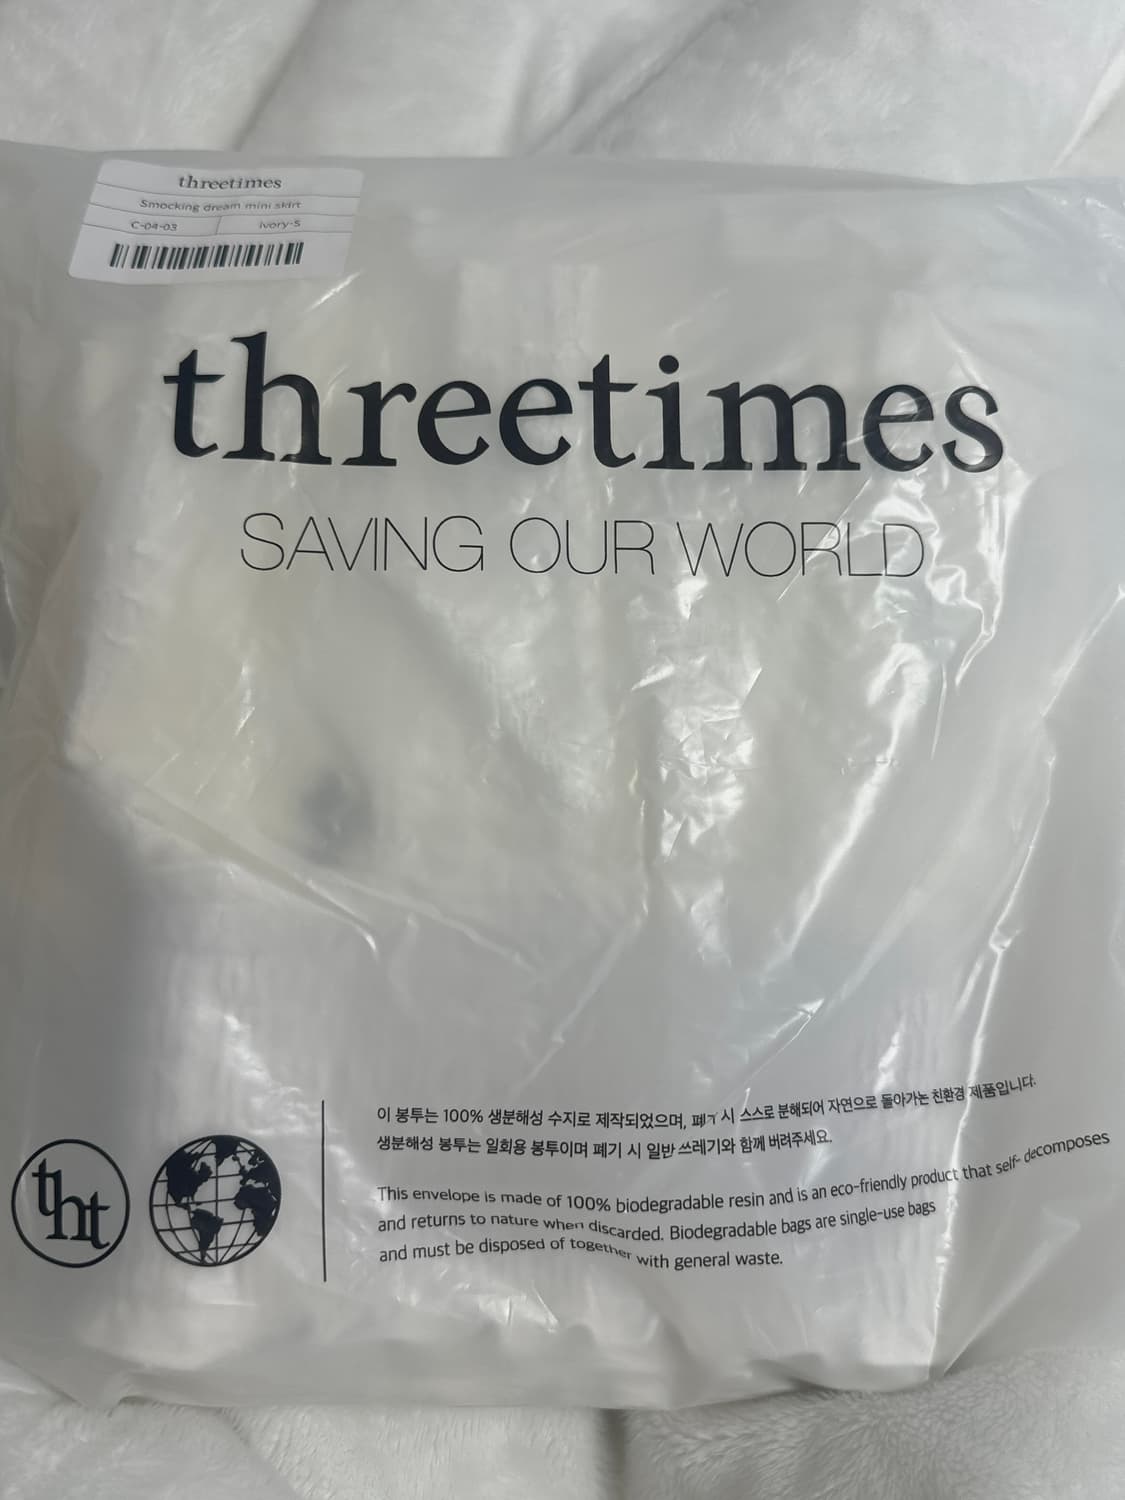 threetimes
Smocking dream mini skirt
C-04-03 ivory-S
threetimes
SAVING OUR WORLD
이 봉투는 100% 생분해성 수지로 제작되었으며, 폐기 시 스스로 분해되어 자연으로 돌아가는 친환경 제품입니다.
생분해성 봉투는 일회용 봉투이며 폐기 시 일반 쓰레기와 함께 버려주세요.
tht
This envelope is made of 100% biodegradable resin and is an eco-friendly product that self- decomposes
and returns to nature when discarded. Biodegradable bags are single-use bags
and must be disposed of together with general waste.